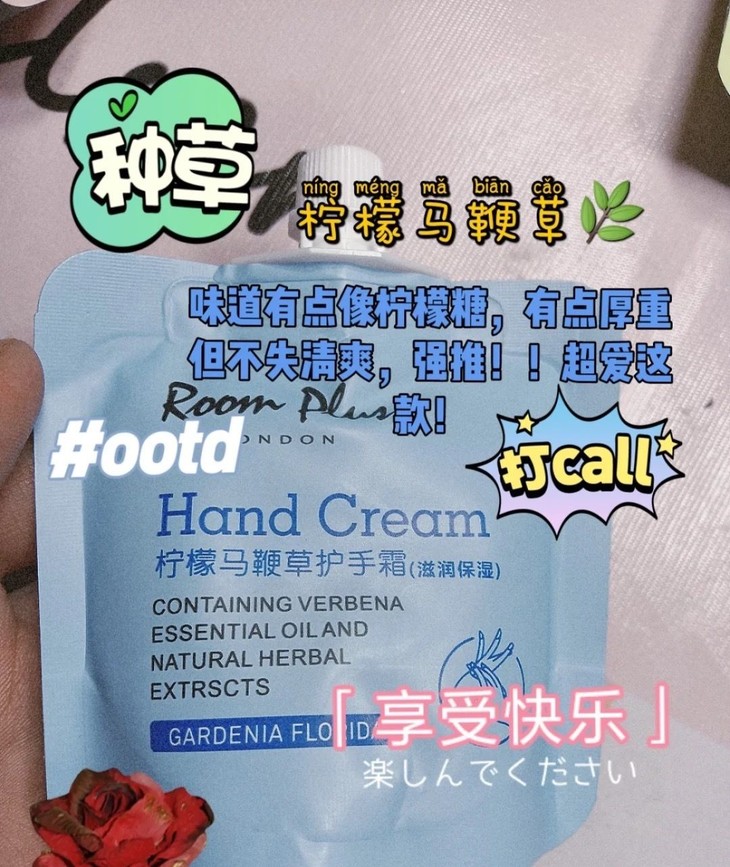 种草
níng méng mǎ biān cǎo
柠檬马鞭草
味道有点像柠檬糖，有点厚重
但不失清爽，强推！！超爱这
款！
Room Plus
LONDON
#ootd
打call
Hand Cream
柠檬马鞭草护手霜(滋润保湿)
CONTAINING VERBENA
ESSENTIAL OIL AND
NATURAL HERBAL
EXTRSCTS
GARDENIA FLORIDA
「享受快乐」
楽しんでください